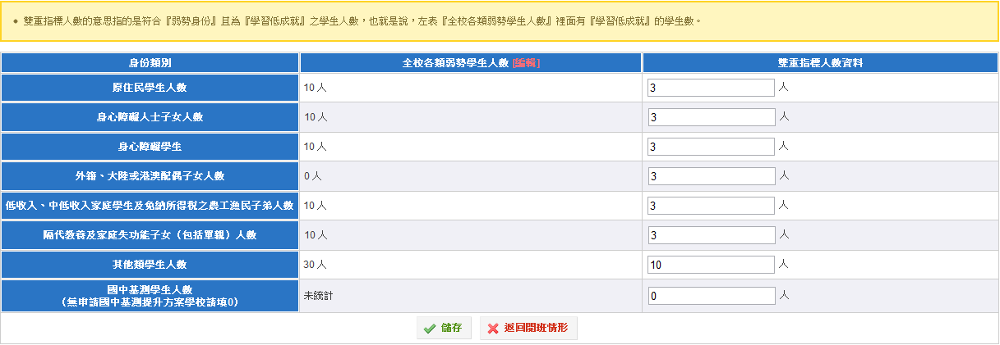 雙重指標人數的意思指的是符合『弱勢身份』且為『學習低成就』之學生人數，也就是說，左表『全校各類弱勢學生人數』裡面有『學習低成就』的學生數。
身份類別 全校各類弱勢學生人數 [編輯] 雙重指標人數資料
原住民學生人數 10 人 3 人
身心障礙人士子女人數 10 人 3 人
身心障礙學生 10 人 3 人
外籍、大陸或港澳配偶子女人數 0 人 3 人
低收入、中低收入家庭學生及免納所得稅之農工漁民子弟人數 10 人 3 人
隔代教養及家庭失功能子女（包括單親）人數 10 人 3 人
其他類學生人數 30 人 10 人
國中基測學生人數
（無申請國中基測提升方案學校請填0） 未統計 0 人
儲存 返回開班情形